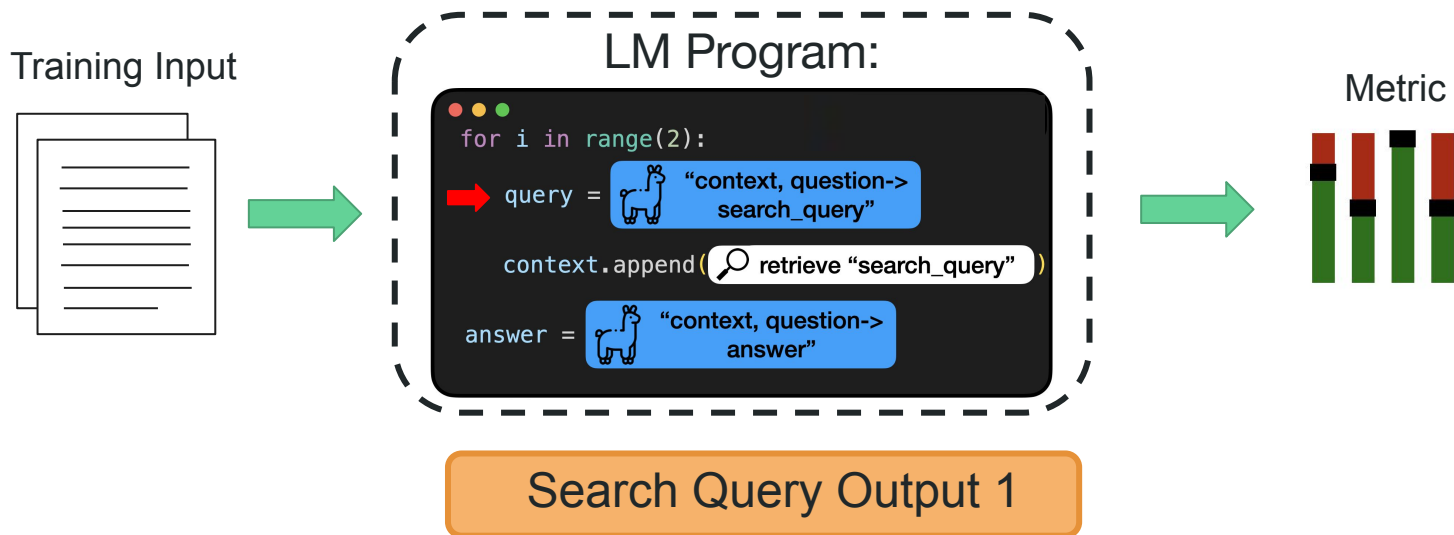 Training Input
LM Program:
Metric
for i in range(2):
query = “context, question->
search_query”
context.append( retrieve “search_query” )
answer = “context, question->
answer”
Search Query Output 1